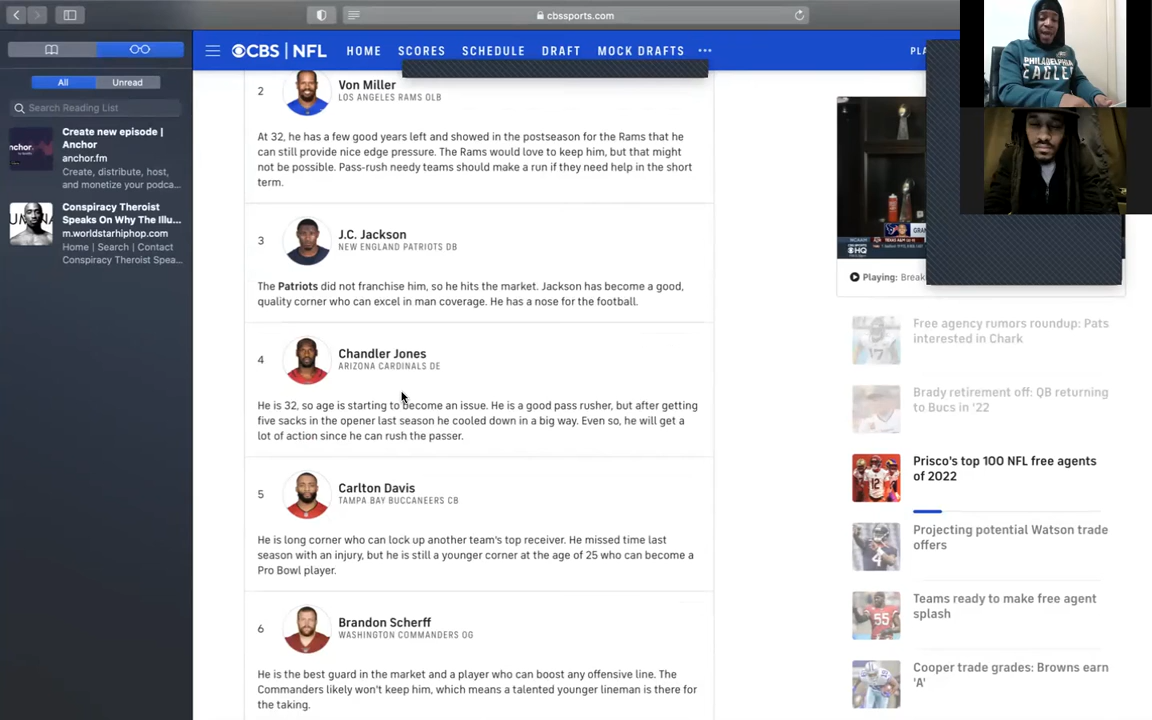 cbssports.com
CBS NFL HOME SCORES SCHEDULE DRAFT MOCK DRAFTS
All Unread
Search Reading List
Create new episode |
Anchor
anchor.fm
Create, distribute, host,
and monetize your podca...
Conspiracy Theorist
Speaks On Why The Illu...
m.worldstarhiphop.com
Home | Search | Contact
Conspiracy Theroist Spea...
2
Von Miller
LOS ANGELES RAMS OLB
At 32, he has a few good years left and showed in the postseason for the Rams that he
can still provide nice edge pressure. The Rams would love to keep him, but that might
not be possible. Pass-rush needy teams should make a run if they need help in the short
term.
3
J.C. Jackson
NEW ENGLAND PATRIOTS DB
The Patriots did not franchise him, so he hits the market. Jackson has become a good,
quality corner who can excel in man coverage. He has a nose for the football.
4
Chandler Jones
ARIZONA CARDINALS DE
He is 32, so age is starting to become an issue. He is a good pass rusher, but after getting
five sacks in the opener last season he cooled down in a big way. Even so, he will get a
lot of action since he can rush the passer.
5
Carlton Davis
TAMPA BAY BUCCANEERS CB
He is long corner who can lock up another team's top receiver. He missed time last
season with an injury, but he is still a younger corner at the age of 25 who can become a
Pro Bowl player.
6
Brandon Scherff
WASHINGTON COMMANDERS OG
He is the best guard in the market and a player who can boost any offensive line. The
Commanders likely won't keep him, which means a talented younger lineman is there for
the taking.
PHILADELPHIA
EAGLES
Playing: Break
Free agency rumors roundup: Pats
interested in Chark
Brady retirement off: QB returning
to Bucs in '22
Prisco's top 100 NFL free agents
of 2022
Projecting potential Watson trade
offers
Teams ready to make free agent
splash
Cooper trade grades: Browns earn
'A'